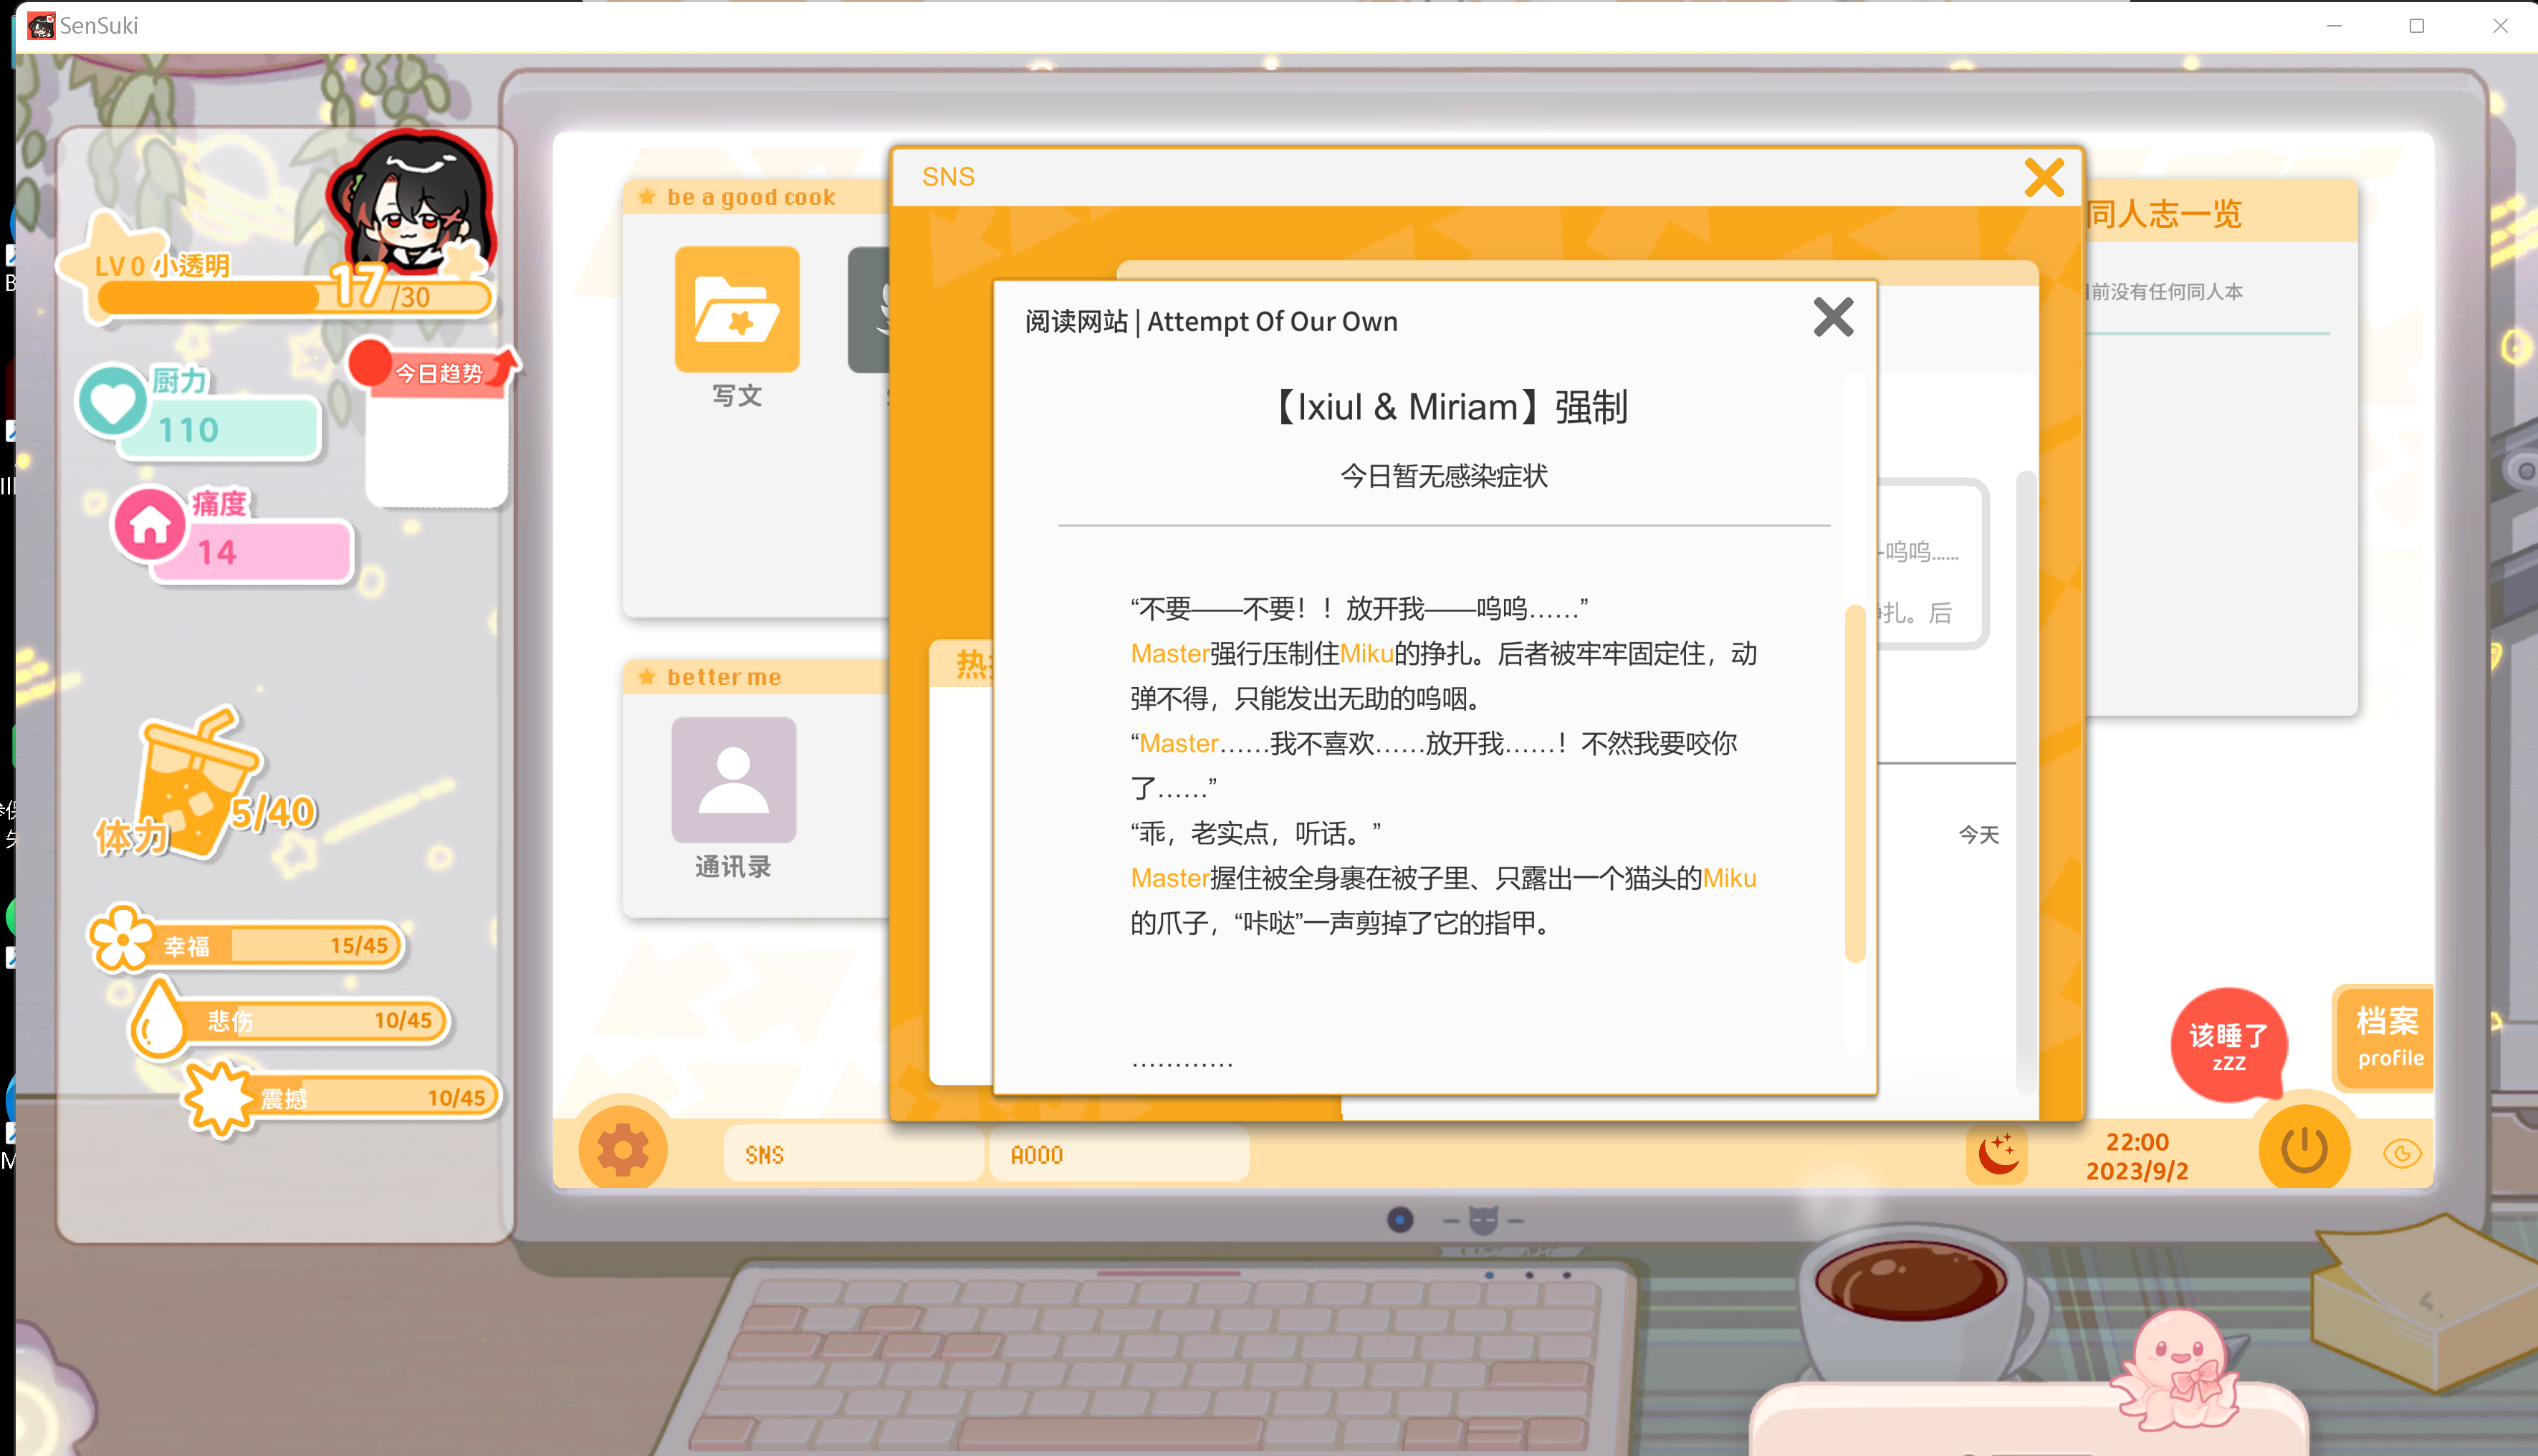 SenSuki
LV 0 小透明
17/30
厨力
110
今日趋势
痛度
14
体力
5/40
幸福
15/45
悲伤
10/45
震撼
10/45
be a good cook
写文
better me
通讯录
SNS
热
阅读网站 | Attempt Of Our Own
【Ixiul & Miriam】强制
今日暂无感染症状
“不要——不要！！放开我——呜呜……”
Master强行压制住Miku的挣扎。后者被牢牢固定住，动
弹不得，只能发出无助的呜咽。
“Master……我不喜欢……放开我……！不然我要咬你
了……”
“乖，老实点，听话。”
Master握住被全身裹在被子里、只露出一个猫头的Miku
的爪子，“咔哒”一声剪掉了它的指甲。
…………
呜呜……
扎。后
今天
同人志一览
前没有任何同人本
该睡了
zZZ
档案
profile
SNS
AOOO
22:00
2023/9/2